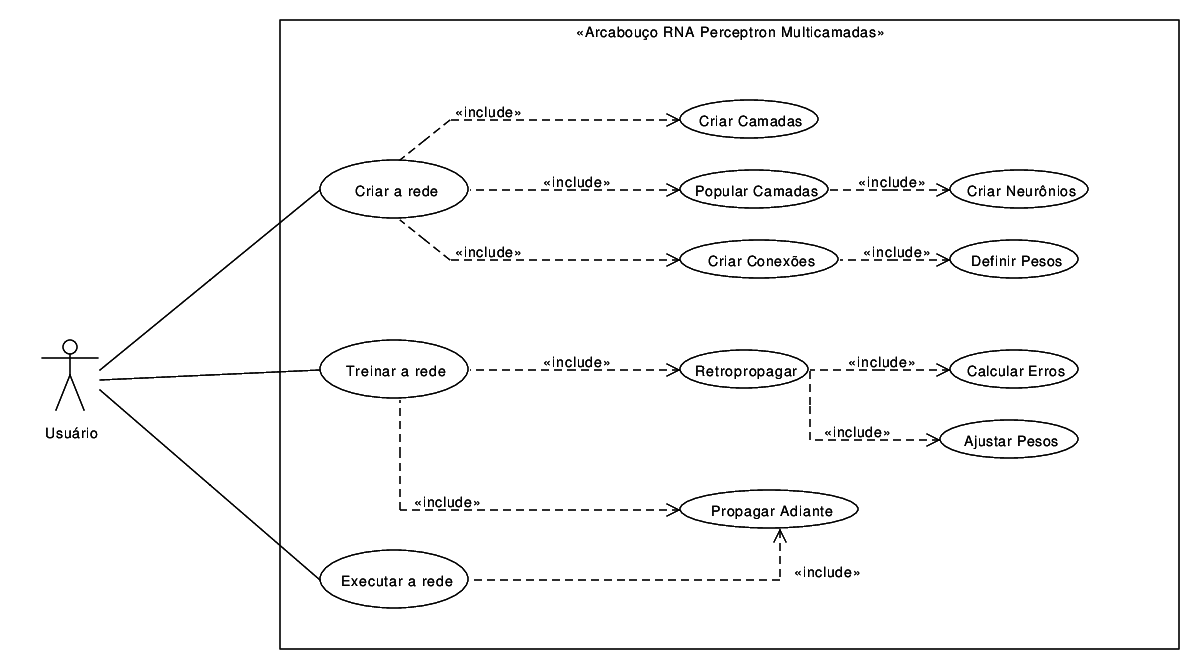 «Arcabouço RNA Perceptron Multicamadas»
«include»
Criar Camadas
Criar a rede
«include»
Popular Camadas
«include»
Criar Neurônios
«include»
Criar Conexões
«include»
Definir Pesos
Treinar a rede
«include»
Retropropagar
«include»
Calcular Erros
«include»
Ajustar Pesos
Usuário
«include»
Propagar Adiante
Executar a rede
«include»